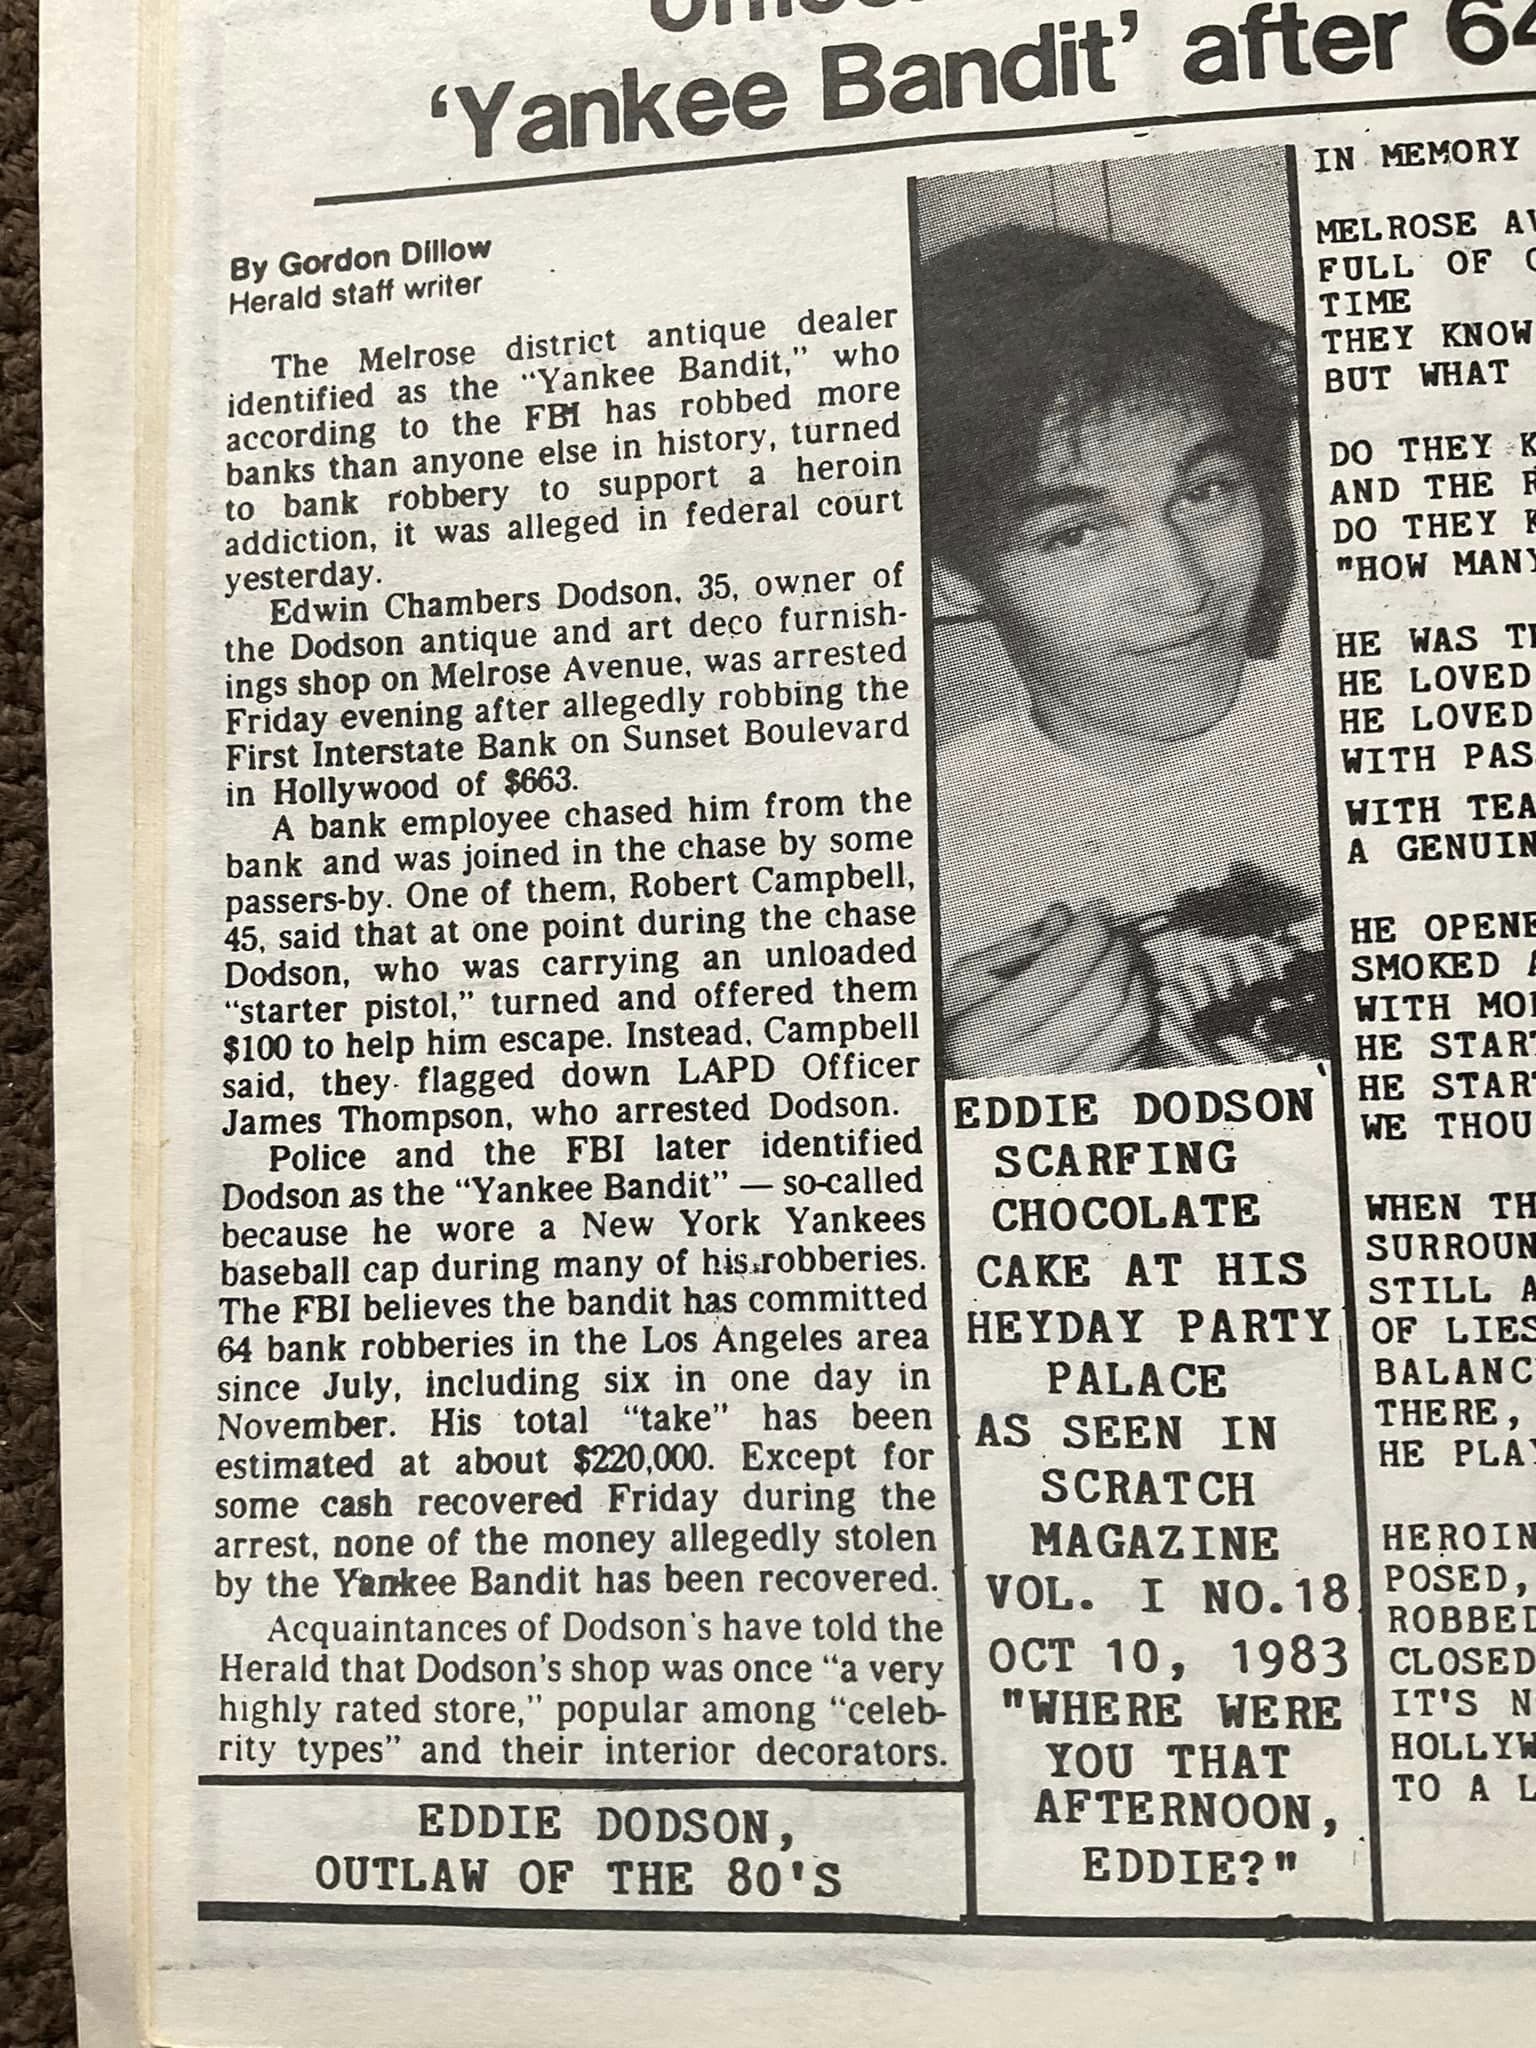 'Yankee Bandit' after 64
By Gordon Dillow
Herald staff writer
The Melrose district antique dealer
identified as the "Yankee Bandit," who
according to the FBI has robbed more
banks than anyone else in history, turned
to bank robbery to support a heroin
addiction, it was alleged in federal court
yesterday.
Edwin Chambers Dodson, 35, owner of
the Dodson antique and art deco furnish-
ings shop on Melrose Avenue, was arrested
Friday evening after allegedly robbing the
First Interstate Bank on Sunset Boulevard
in Hollywood of $663.
A bank employee chased him from the
bank and was joined in the chase by some
passers-by. One of them, Robert Campbell,
45, said that at one point during the chase
Dodson, who was carrying an unloaded
"starter pistol," turned and offered them
$100 to help him escape. Instead, Campbell
said, they flagged down LAPD Officer
James Thompson, who arrested Dodson.
Police and the FBI later identified
Dodson as the "Yankee Bandit" — so-called
because he wore a New York Yankees
baseball cap during many of his robberies.
The FBI believes the bandit has committed
64 bank robberies in the Los Angeles area
since July, including six in one day in
November. His total "take" has been
estimated at about $220,000. Except for
some cash recovered Friday during the
arrest, none of the money allegedly stolen
by the Yankee Bandit has been recovered.
Acquaintances of Dodson's have told the
Herald that Dodson's shop was once "a very
highly rated store," popular among "celeb-
rity types" and their interior decorators.
EDDIE DODSON,
OUTLAW OF THE 80'S
EDDIE DODSON
SCARFING
CHOCOLATE
CAKE AT HIS
HEYDAY PARTY
PALACE
AS SEEN IN
SCRATCH
MAGAZINE
VOL. I NO.18
OCT 10, 1983
"WHERE WERE
YOU THAT
AFTERNOON,
EDDIE?"
IN MEMORY
MELROSE
FULL OF
TIME
THEY KNOW
BUT WHAT
DO THEY
AND THE
DO THEY
"HOW MANY
HE WAS
HE LOVED
HE LOVED
WITH
WITH
A
HE
SMOKED
WITH
HE
HE
WE
WHEN
STILL
OF LIES
THERE,
HE
HEROIN
POSED,
ROBBED
CLOSED
IT'S
TO A